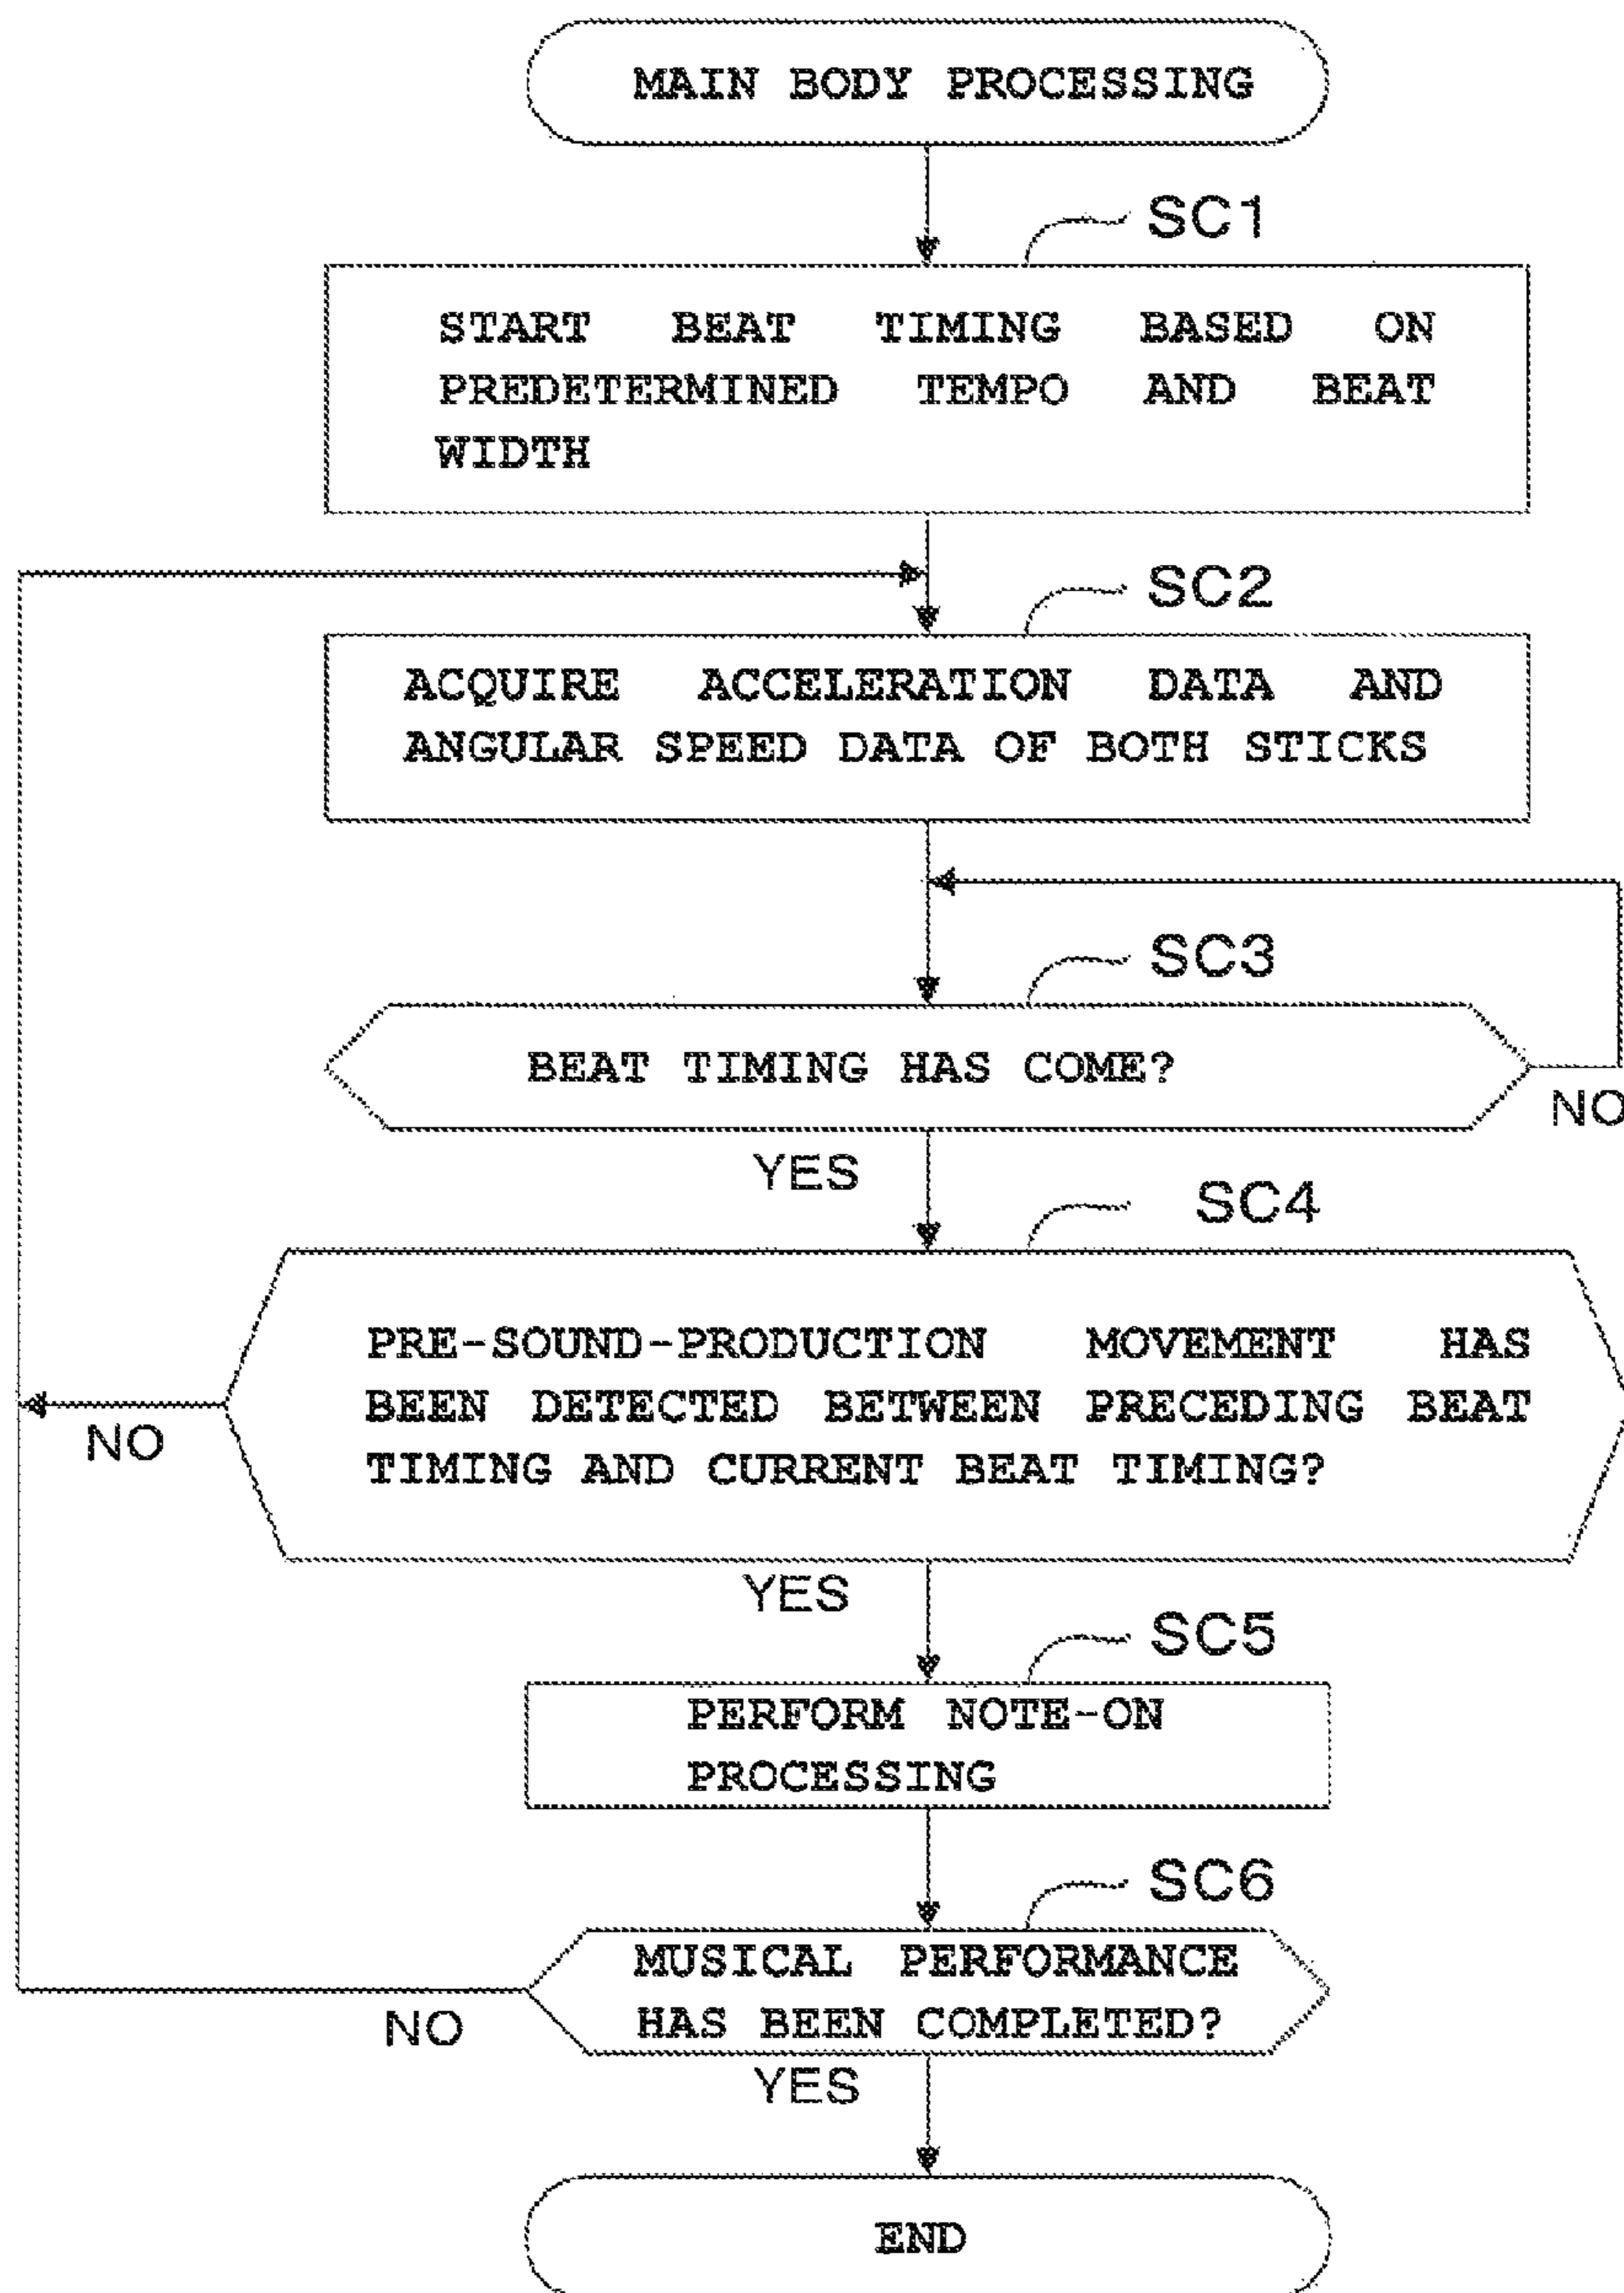 MAIN BODY PROCESSING
SC1
START BEAT TIMING BASED ON
PREDETERMINED TEMPO AND BEAT
WIDTH
SC2
ACQUIRE ACCELERATION DATA AND
ANGULAR SPEED DATA OF BOTH STICKS
SC3
BEAT TIMING HAS COME?
NO
YES
SC4
PRE-SOUND-PRODUCTION MOVEMENT HAS
BEEN DETECTED BETWEEN PRECEDING BEAT
TIMING AND CURRENT BEAT TIMING?
NO
YES
SC5
PERFORM NOTE-ON
PROCESSING
SC6
MUSICAL PERFORMANCE
HAS BEEN COMPLETED?
NO
YES
END